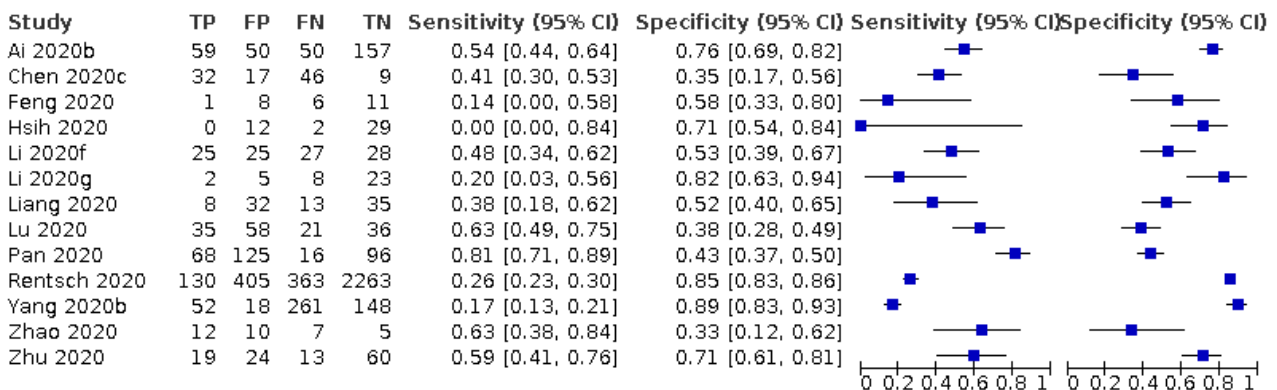 Study TP FP FN TN Sensitivity (95% CI) Specificity (95% CI) Sensitivity (95% CI)Specificity (95% CI)
Ai 2020b 59 50 50 157 0.54 [0.44, 0.64] 0.76 [0.69, 0.82]
Chen 2020c 32 17 46 9 0.41 [0.30, 0.53] 0.35 [0.17, 0.56]
Feng 2020 1 8 6 11 0.14 [0.00, 0.58] 0.58 [0.33, 0.80]
Hsih 2020 0 12 2 29 0.00 [0.00, 0.84] 0.71 [0.54, 0.84]
Li 2020f 25 25 27 28 0.48 [0.34, 0.62] 0.53 [0.39, 0.67]
Li 2020g 2 5 8 23 0.20 [0.03, 0.56] 0.82 [0.63, 0.94]
Liang 2020 8 32 13 35 0.38 [0.18, 0.62] 0.52 [0.40, 0.65]
Lu 2020 35 58 21 36 0.63 [0.49, 0.75] 0.38 [0.28, 0.49]
Pan 2020 68 125 16 96 0.81 [0.71, 0.89] 0.43 [0.37, 0.50]
Rentsch 2020 130 405 363 2263 0.26 [0.23, 0.30] 0.85 [0.83, 0.86]
Yang 2020b 52 18 261 148 0.17 [0.13, 0.21] 0.89 [0.83, 0.93]
Zhao 2020 12 10 7 5 0.63 [0.38, 0.84] 0.33 [0.12, 0.62]
Zhu 2020 19 24 13 60 0.59 [0.41, 0.76] 0.71 [0.61, 0.81]
0 0.2 0.4 0.6 0.8 1 0 0.2 0.4 0.6 0.8 1